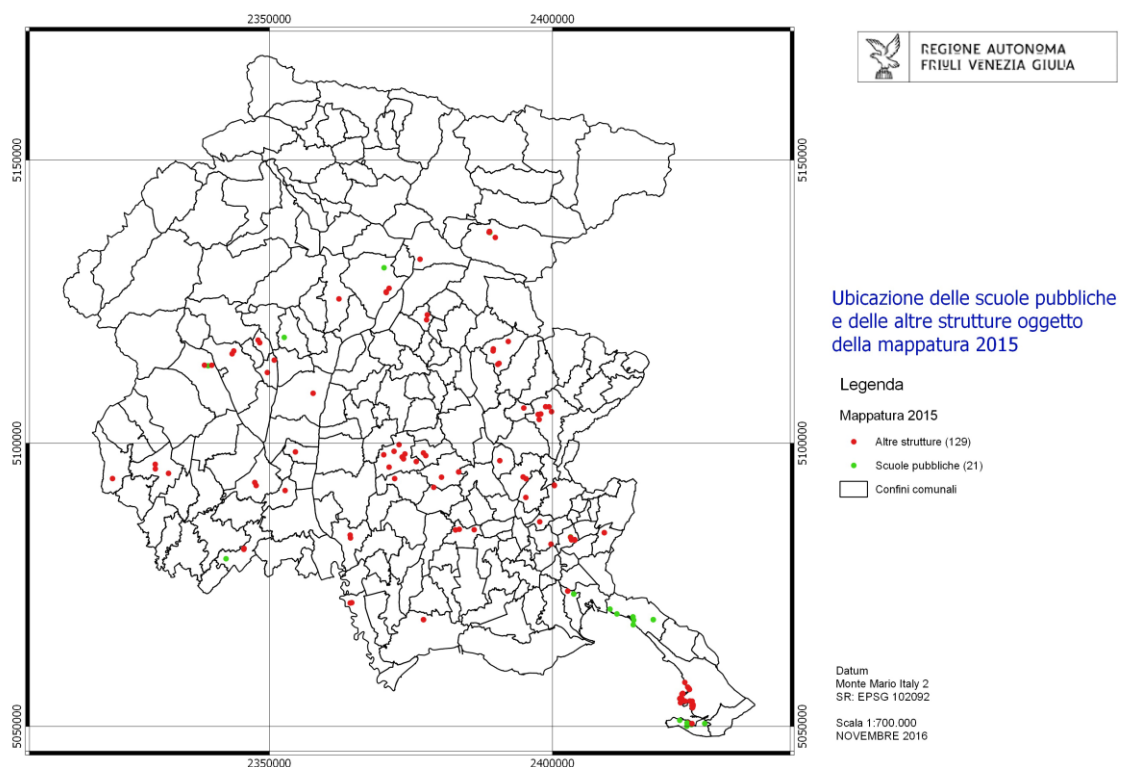 2350000 2400000
REGIONE AUTONOMA
FRIULI VENEZIA GIULIA
5150000 5150000
Ubicazione delle scuole pubbliche
e delle altre strutture oggetto
della mappatura 2015
Legenda
Mappatura 2015
Altre strutture (129)
Scuole pubbliche (21)
Confini comunali
5100000 5100000
Datum
Monte Mario Italy 2
SR: EPSG 102092
Scala 1:700.000
NOVEMBRE 2016
5050000 5050000
2350000 2400000